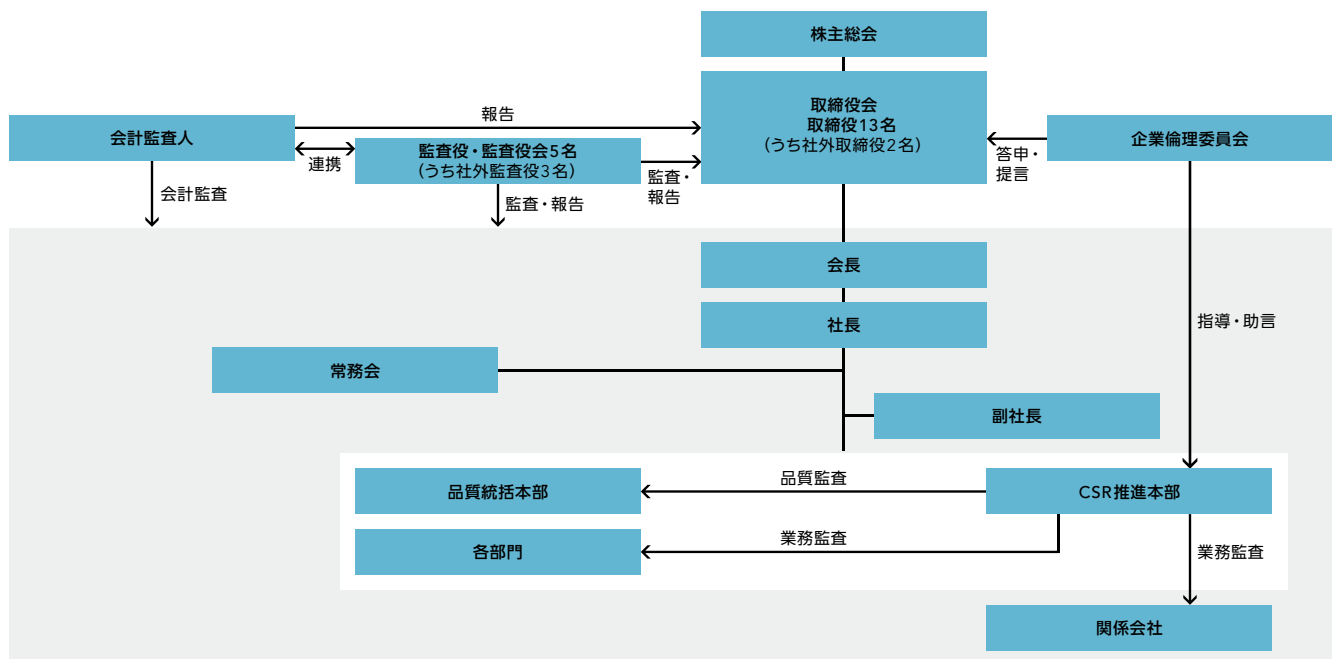 株主総会
取締役会
取締役13名
(うち社外取締役2名)
会計監査人
報告
連携
監査役・監査役会5名
(うち社外監査役3名)
監査・
報告
答申・
提言
企業倫理委員会
会計監査
監査・報告
会長
社長
指導・助言
常務会
副社長
品質統括本部
品質監査
CSR推進本部
各部門
業務監査
業務監査
関係会社